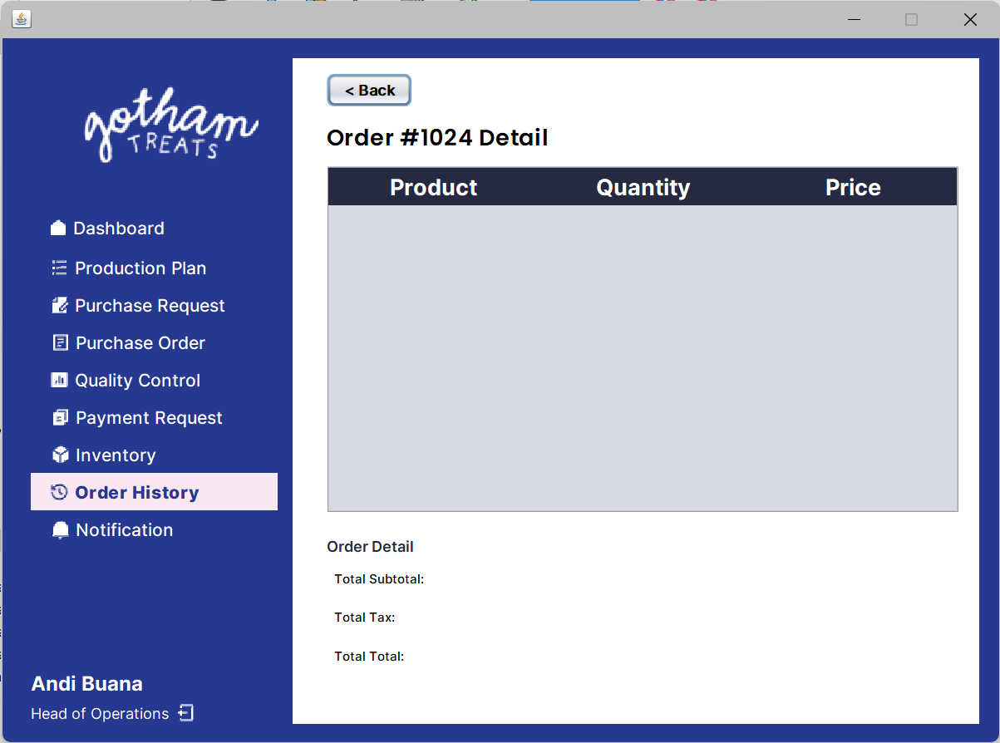 gotham
TREATS
Dashboard
Production Plan
Purchase Request
Purchase Order
Quality Control
Payment Request
Inventory
Order History
Notification
Andi Buana
Head of Operations
< Back
Order #1024 Detail
Product Quantity Price
Order Detail
Total Subtotal:
Total Tax:
Total Total: